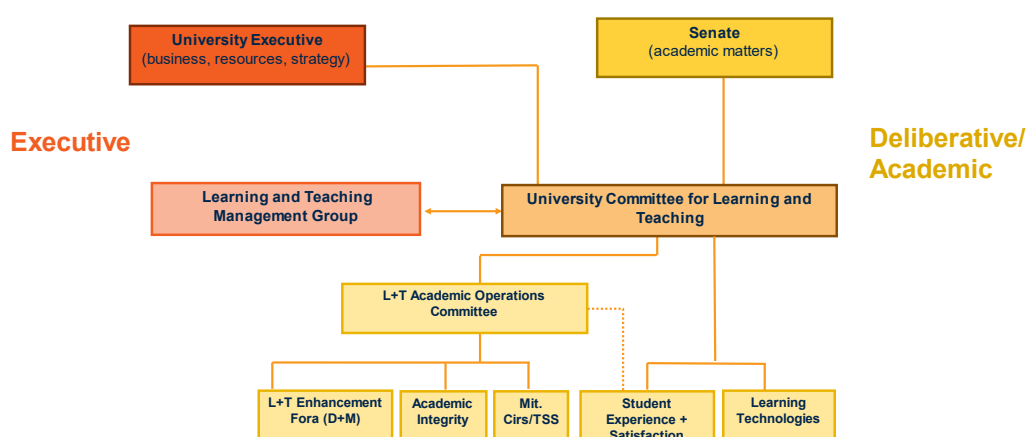 University Executive
(business, resources, strategy)
Senate
(academic matters)
Executive
Deliberative/
Academic
Learning and Teaching
Management Group
University Committee for Learning and
Teaching
L+T Academic Operations
Committee
L+T Enhancement
Fora (D+M)
Academic
Integrity
Mit.
Cirs/TSS
Student
Experience +
Satisfaction
Learning
Technologies